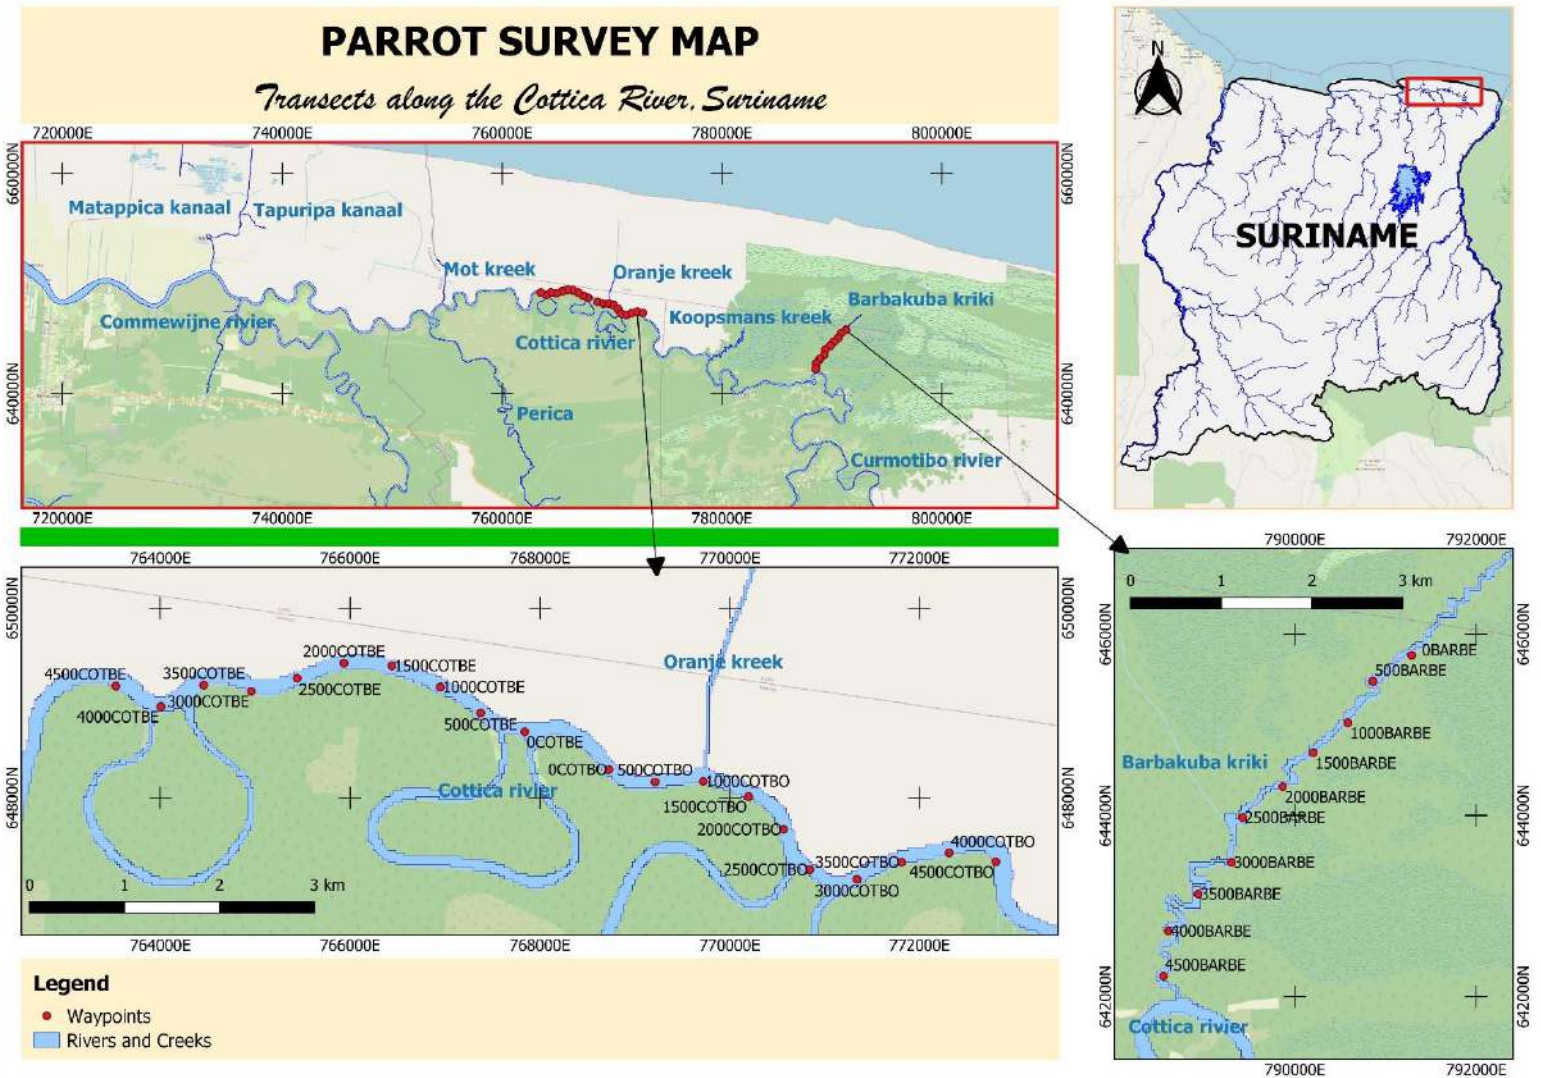 PARROT SURVEY MAP
Transects along the Cottica River, Suriname
720000E 740000E 760000E 780000E 800000E
660000N 660000N
Matappica kanaal Tapuripa kanaal
Mot kreek Oranje kreek
Barbakuba kriki
Commewijne rivier Koopsmans kreek
Cottica rivier
640000N 640000N
Perica
Curmotibo rivier
720000E 740000E 760000E 780000E 800000E
N
SURINAME
764000E 766000E 768000E 770000E 772000E
650000N 650000N
2000COTBE
1500COTBE
Oranje kreek
4500COTBE 3500COTBE
2500COTBE 1000COTBE
3000COTBE
4000COTBE
500COTBE
0COTBE
0COTBO 500COTBO
1000COTBO
Cottica rivier
1500COTBO
648000N 648000N
2000COTBO
4000COTBO
3500COTBO
2500COTBO 4500COTBO
3000COTBO
0 1 2 3 km
764000E 766000E 768000E 770000E 772000E
790000E 792000E
0 1 2 3 km
646000N 646000N
0BARBE
500BARBE
1000BARBE
Barbakuba kriki 1500BARBE
2000BARBE
644000N 644000N
2500BARBE
3000BARBE
3500BARBE
4000BARBE
4500BARBE
642000N 642000N
Cottica rivier
790000E 792000E
Legend
Waypoints
Rivers and Creeks